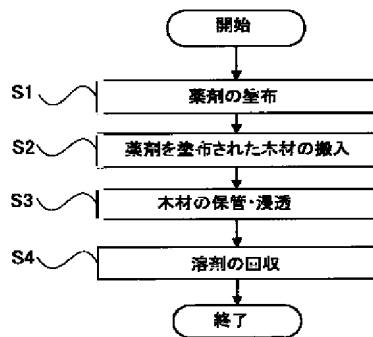 開始
S1 薬剤の塗布
S2 薬剤を塗布された木材の搬入
S3 木材の保管・浸透
S4 溶剤の回収
終了